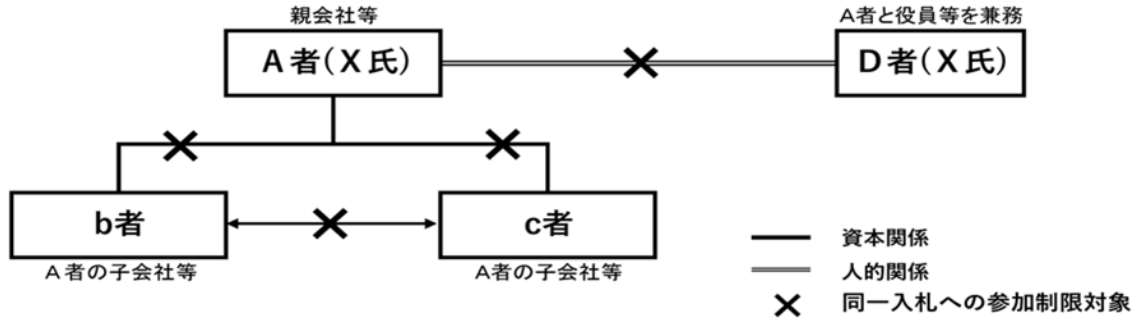 親会社等
A者と役員等を兼務
A者(X氏)
D者(X氏)
b者
c者
A者の子会社等
A者の子会社等
資本関係
人的関係
同一入札への参加制限対象